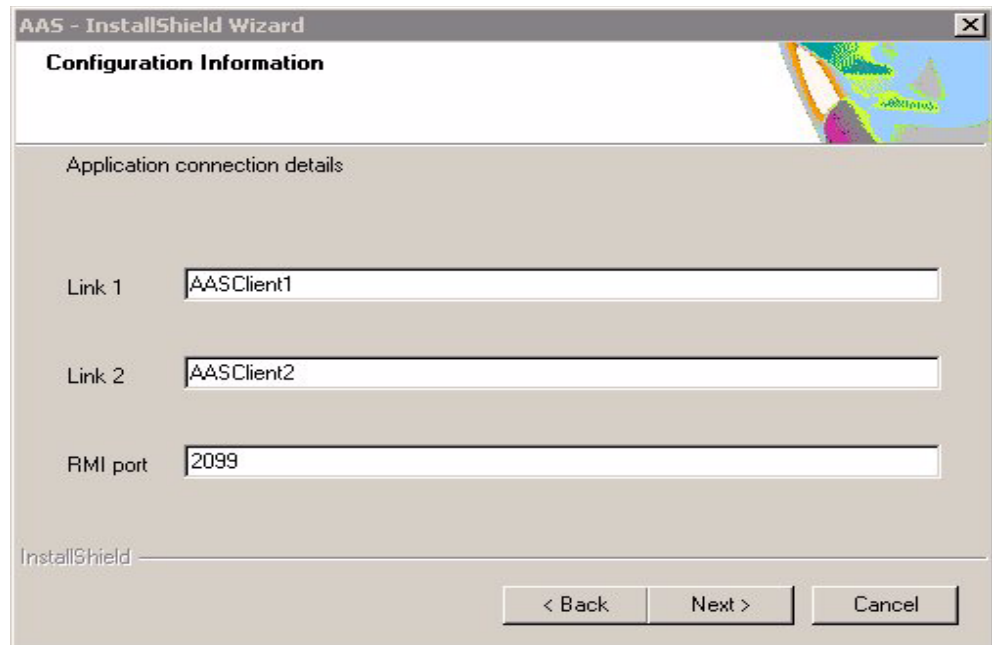 AAS - InstallShield Wizard
Configuration Information
Application connection details
Link 1 AASClient1
Link 2 AASClient2
RMI port 2099
InstallShield
< Back Next > Cancel